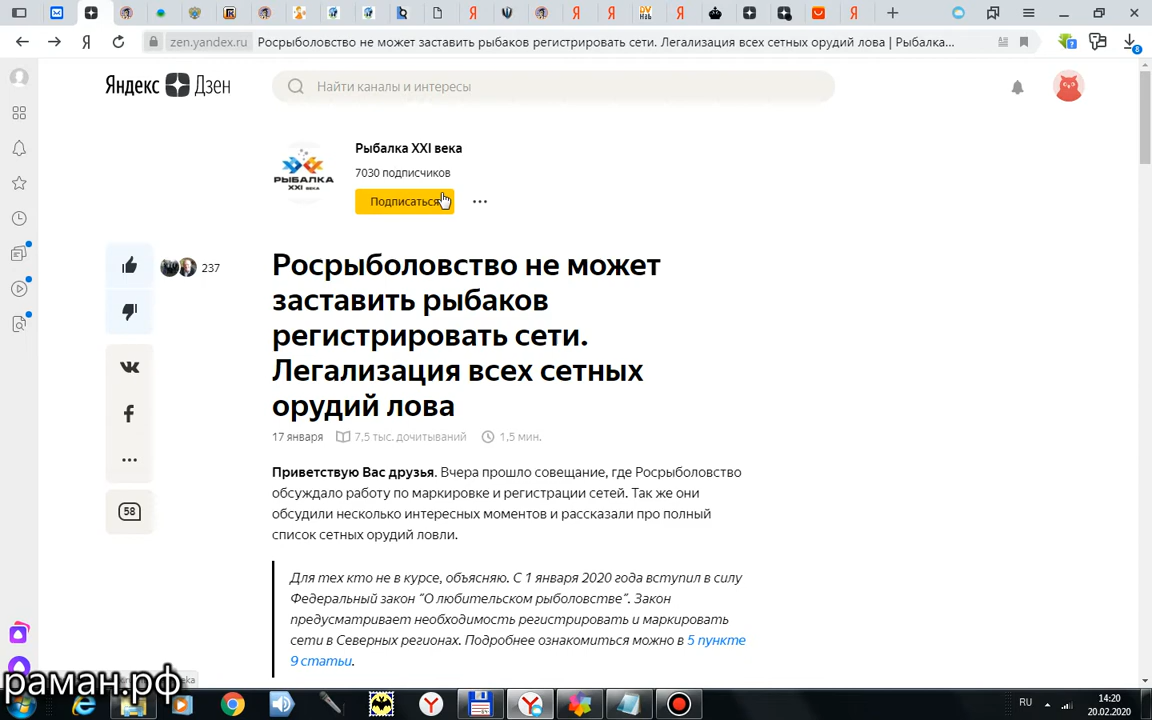 zen.yandex.ru Росрыболовство не может заставить рыбаков регистрировать сети. Легализация всех сетных орудий лова | Рыбалка...
8
Яндекс Дзен
Найти каналы и интересы
РЫБАЛКА
XXI ВЕКА
Рыбалка XXI века
7030 подписчиков
Подписаться
237
Росрыболовство не может
заставить рыбаков
регистрировать сети.
Легализация всех сетных
орудий лова
17 января 7,5 тыс. дочитываний 1,5 мин.
Приветствую Вас друзья. Вчера прошло совещание, где Росрыболовство
обсуждало работу по маркировке и регистрации сетей. Так же они
58
обсудили несколько интересных моментов и рассказали про полный
список сетных орудий ловли.
Для тех кто не в курсе, объясняю. С 1 января 2020 года вступил в силу
Федеральный закон "О любительском рыболовстве". Закон
предусматривает необходимость регистрировать и маркировать
сети в Северных регионах. Подробнее ознакомиться можно в 5 пункте
9 статьи.
раман.рф
RU
14:20
20.02.2020